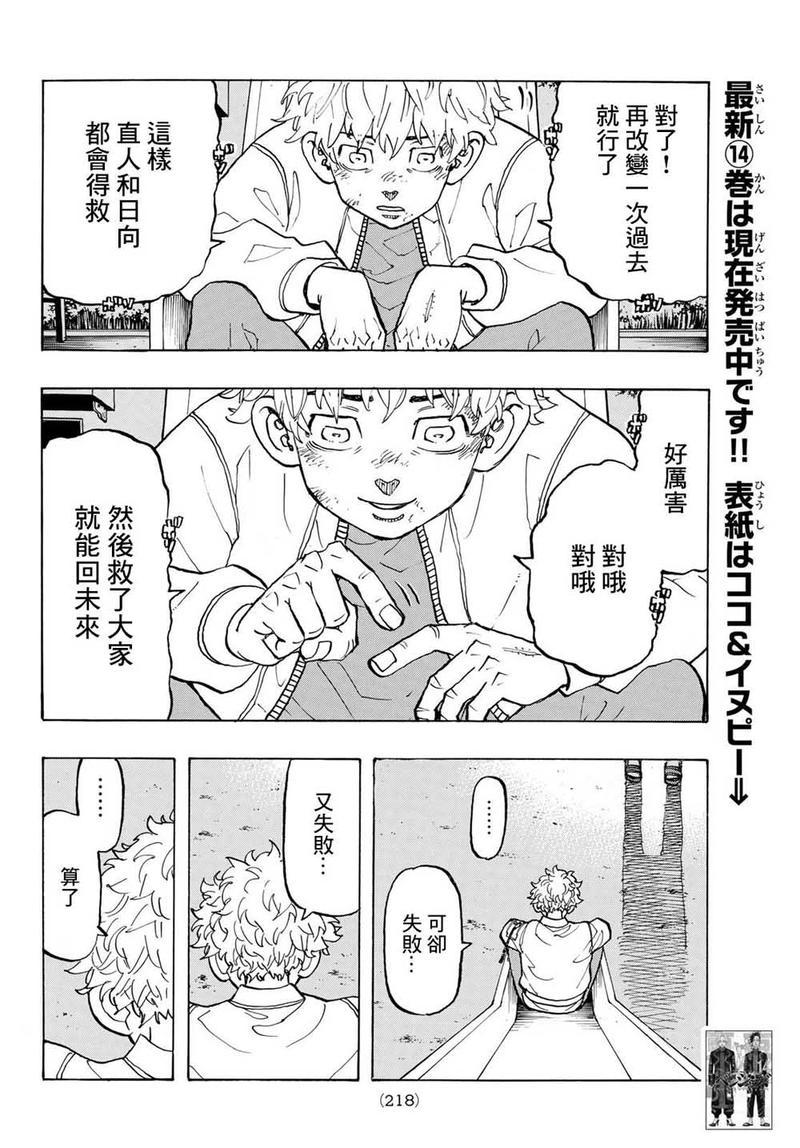 最新⑭巻は現在発売中です!! 表紙はココ&イヌピー⇓
對了！
再改變一次過去
就行了
這樣
直人和日向
都會得救
好厲害
對哦
對哦
然後救了大家
就能回未來
……
可卻
失敗…
又失敗…
……
算了
(218)